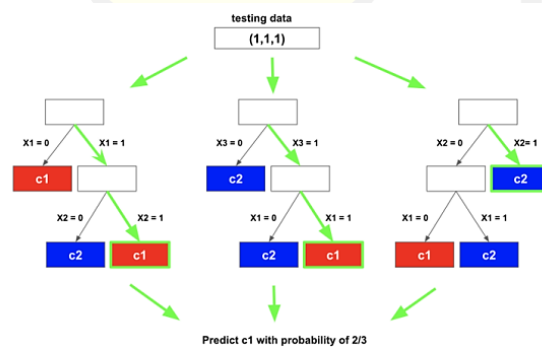 testing data
(1,1,1)
X1 = 0 X1 = 1 X3 = 0 X3 = 1 X2 = 0 X2= 1
c1 c2 c2
X2 = 0 X2 = 1 X1 = 0 X1 = 1 X1 = 0 X1 = 1
c2 c1 c2 c1 c1 c2
Predict c1 with probability of 2/3